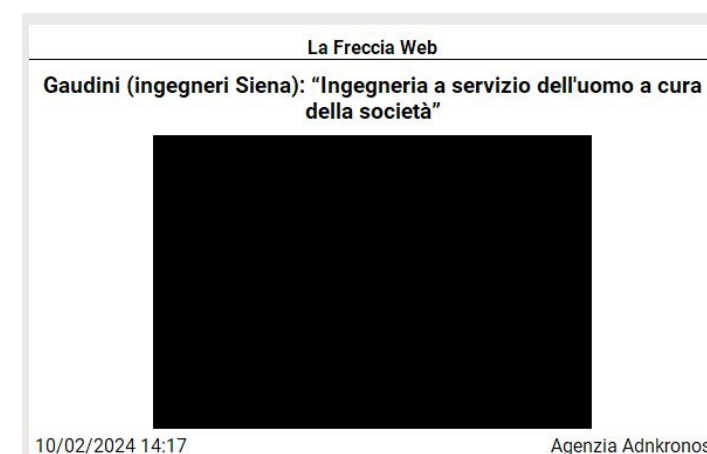 La Freccia Web
Gaudini (ingegneri Siena): “Ingegneria a servizio dell'uomo a cura
della società”
10/02/2024 14:17
Agenzia Adnkronos